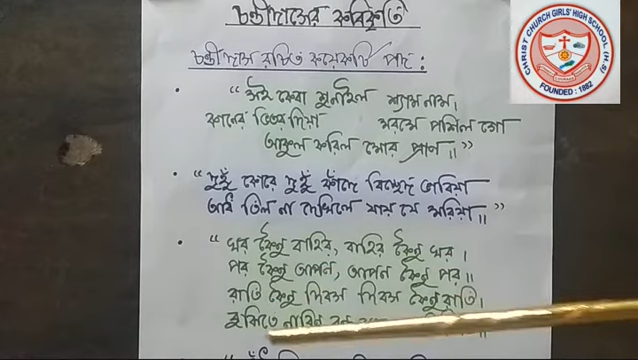 চণ্ডীদাসের কবিকৃতি
চণ্ডীদাস রচিত কয়েকটি পদ :
“সই কেবা শুনাইল শ্যাম নাম।
কানের ভিতর দিয়া মরমে পশিল গো
আকুল করিল মোর প্রাণ॥”
“দুহুঁ কোরে দুহুঁ কাঁদে বিচ্ছেদ ভাবিয়া
আধ তিল না দেখিলে যায় যে মরিয়া॥”
“ঘর কৈনু বাহির, বাহির কৈনু ঘর।
পর কৈনু আপন, আপন কৈনু পর॥
রাতি কৈনু দিবস দিবস কৈনু রাতি।
বুঝিতে নারিনু
CHRIST CHURCH GIRLS' HIGH SCHOOL (H.S)
FOUNDED : 1882